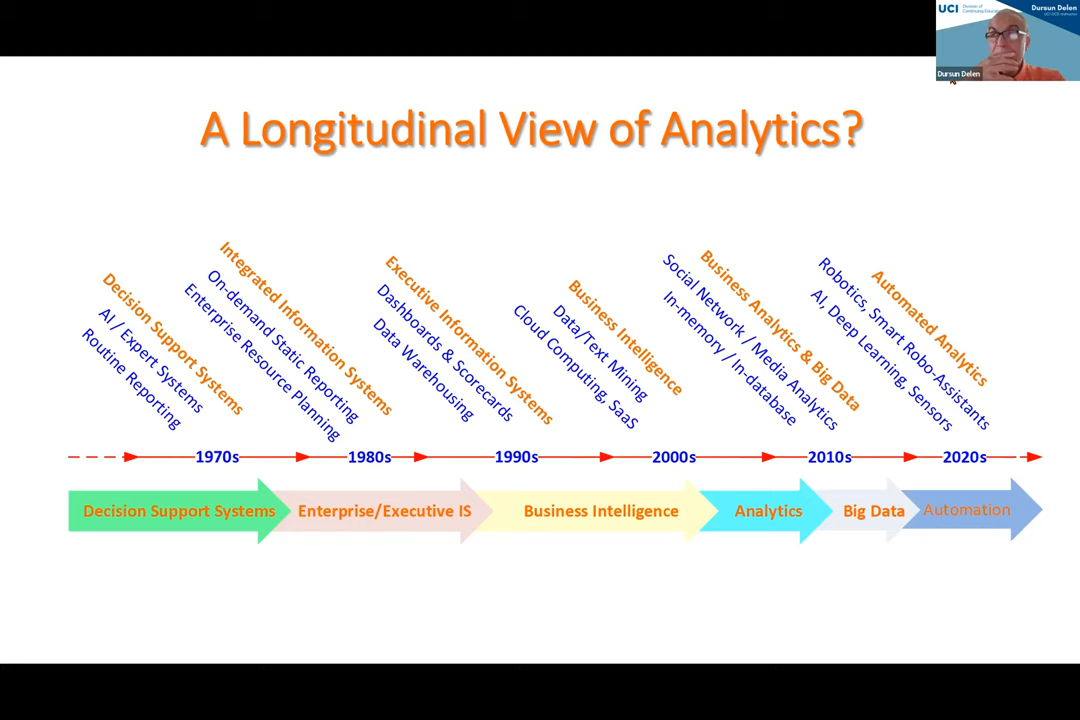 UCI
Division of
Continuing Education
Dursun Delen
UCI DCE Instructor
Dursun Delen
A Longitudinal View of Analytics?
Decision Support Systems
AI / Expert Systems
Routine Reporting
Integrated Information Systems
On-demand Static Reporting
Enterprise Resource Planning
Executive Information Systems
Dashboards & Scorecards
Data Warehousing
Business Intelligence
Data/Text Mining
Cloud Computing, SaaS
Business Analytics & Big Data
Social Network / Media Analytics
In-memory / In-database
Automated Analytics
Robotics, Smart Robo-Assistants
AI, Deep Learning, Sensors
1970s
1980s
1990s
2000s
2010s
2020s
Decision Support Systems
Enterprise/Executive IS
Business Intelligence
Analytics
Big Data
Automation